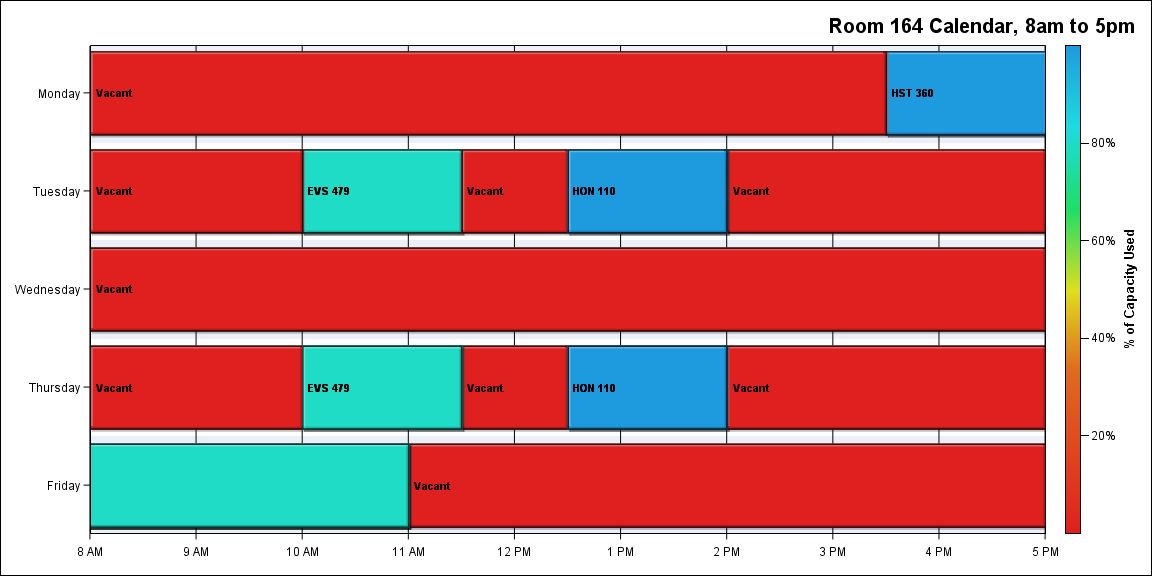 Room 164 Calendar, 8am to 5pm
Monday
Vacant
HST 360
Tuesday
Vacant
EVS 479
Vacant
HON 110
Vacant
Wednesday
Vacant
Thursday
Vacant
EVS 479
Vacant
HON 110
Vacant
Friday
Vacant
8 AM
9 AM
10 AM
11 AM
12 PM
1 PM
2 PM
3 PM
4 PM
5 PM
80%
60%
40%
20%
% of Capacity Used